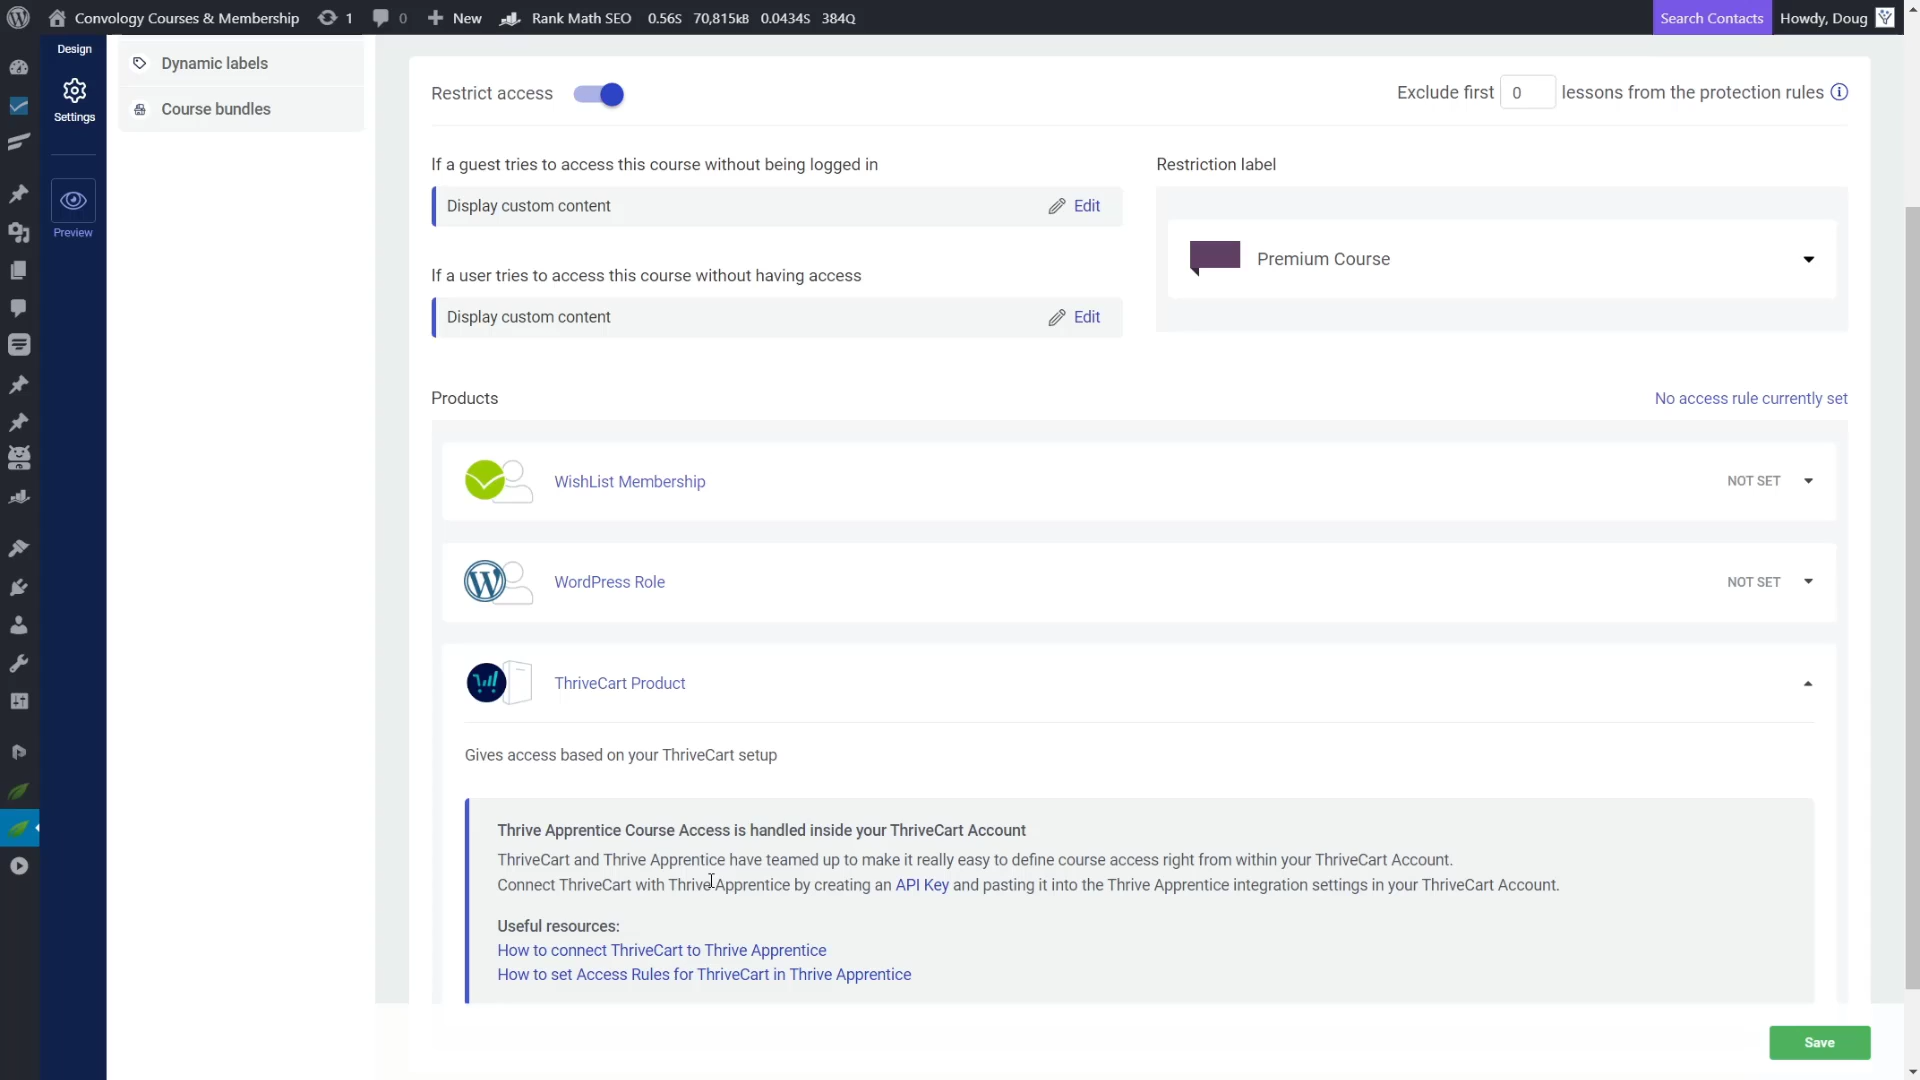 Convology Courses & Membership 1 0 New Rank Math SEO 0.56S 70,815KB 0.0434S 384Q Search Contacts Howdy, Doug
Design
Settings
Preview
Dynamic labels
Course bundles
Restrict access
Exclude first 0 lessons from the protection rules
If a guest tries to access this course without being logged in
Display custom content Edit
If a user tries to access this course without having access
Display custom content Edit
Restriction label
Premium Course
Products
No access rule currently set
WishList Membership NOT SET
WordPress Role NOT SET
ThriveCart Product
Gives access based on your ThriveCart setup
Thrive Apprentice Course Access is handled inside your ThriveCart Account
ThriveCart and Thrive Apprentice have teamed up to make it really easy to define course access right from within your ThriveCart Account.
Connect ThriveCart with Thrive Apprentice by creating an API Key and pasting it into the Thrive Apprentice integration settings in your ThriveCart Account.
Useful resources:
How to connect ThriveCart to Thrive Apprentice
How to set Access Rules for ThriveCart in Thrive Apprentice
Save